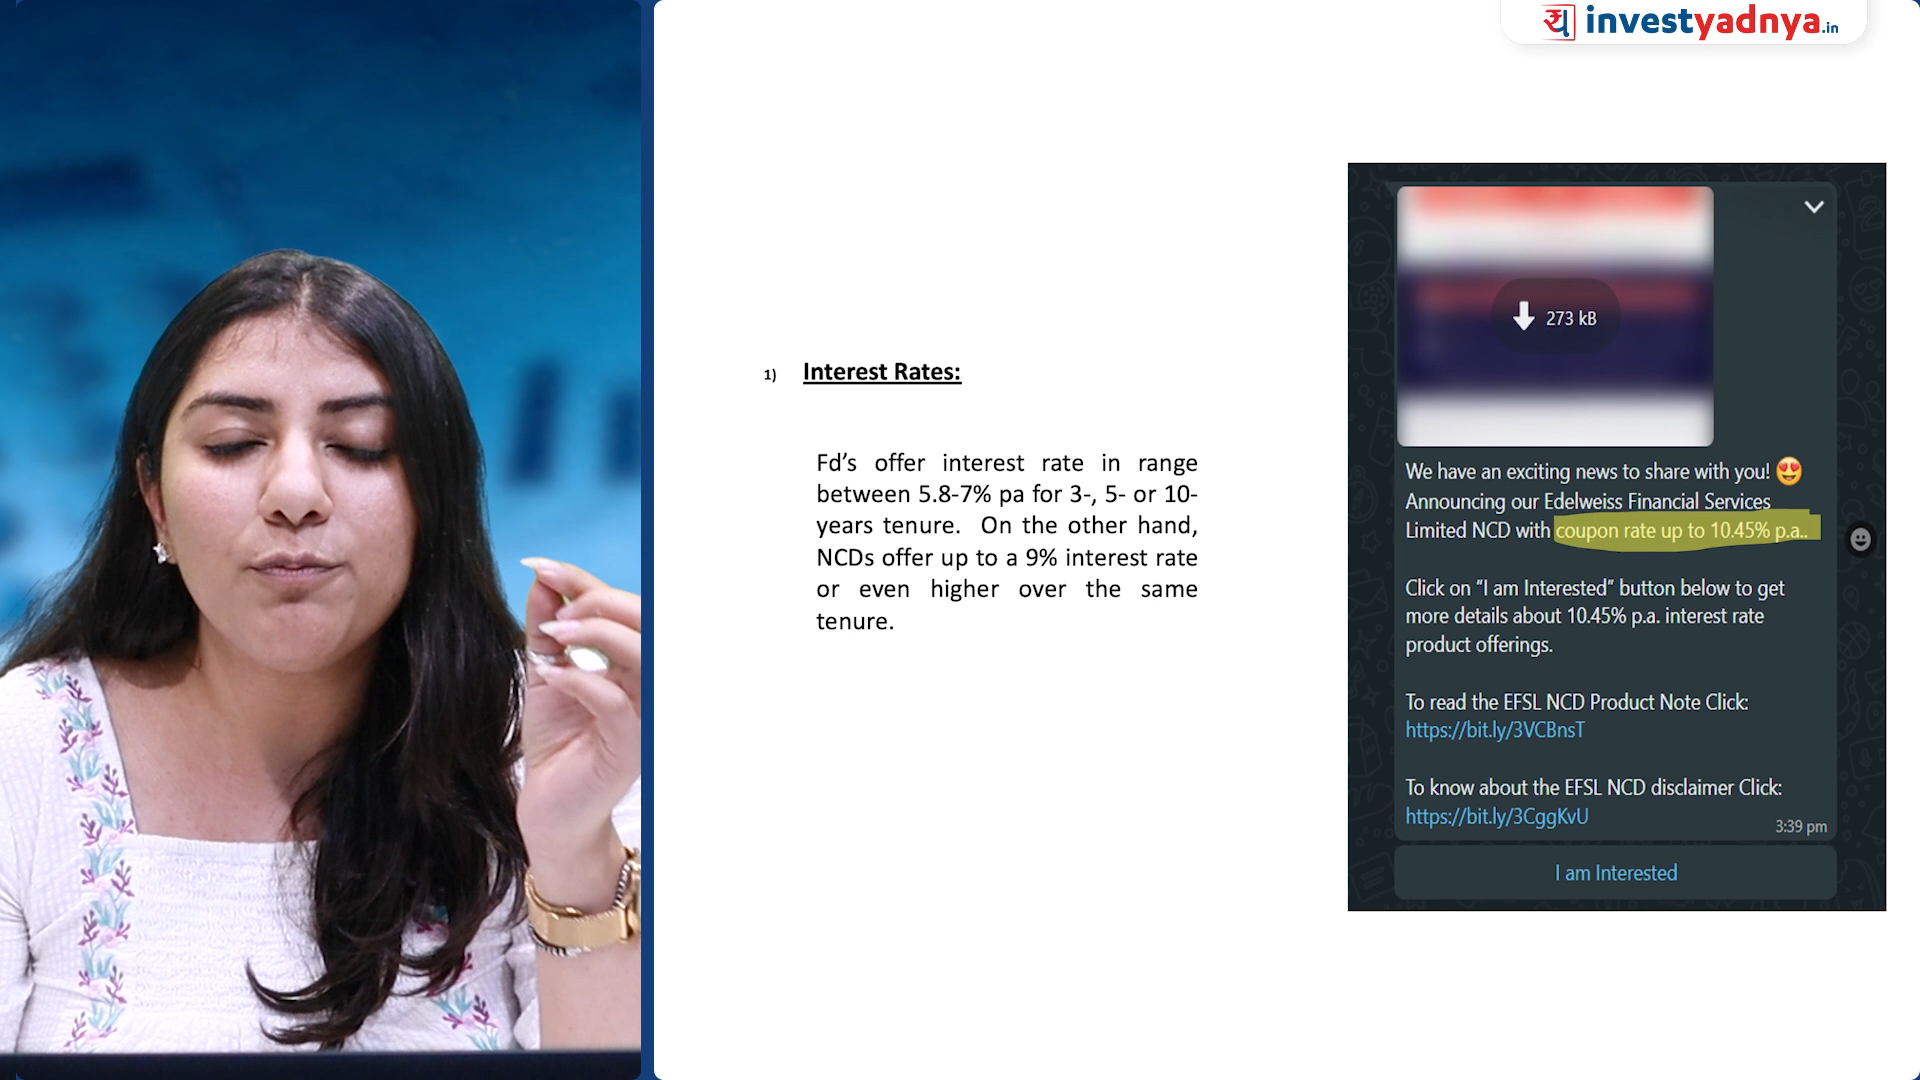 investyadnya.in
1) Interest Rates:
Fd’s offer interest rate in range
between 5.8-7% pa for 3-, 5- or 10-
years tenure. On the other hand,
NCDs offer up to a 9% interest rate
or even higher over the same
tenure.
273 kB
We have an exciting news to share with you! 😍
Announcing our Edelweiss Financial Services
Limited NCD with coupon rate up to 10.45% p.a..
Click on “I am Interested” button below to get
more details about 10.45% p.a. interest rate
product offerings.
To read the EFSL NCD Product Note Click:
https://bit.ly/3VCBnsT
To know about the EFSL NCD disclaimer Click:
https://bit.ly/3CggKvU
3:39 pm
I am Interested